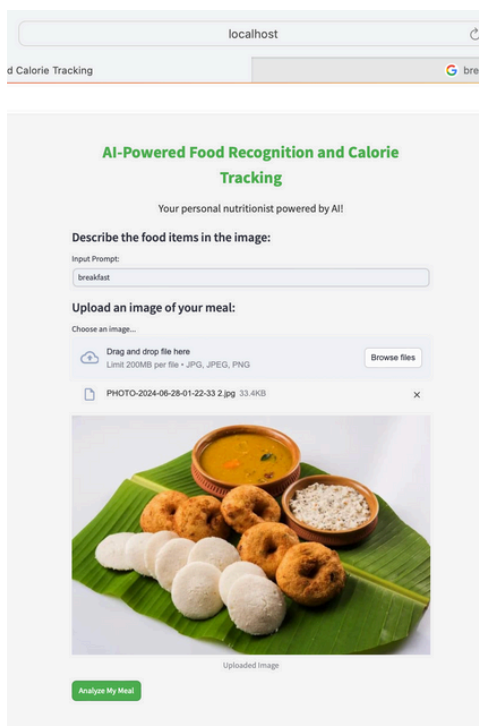 localhost
d Calorie Tracking
bre
AI-Powered Food Recognition and Calorie
Tracking
Your personal nutritionist powered by AI!
Describe the food items in the image:
Input Prompt:
breakfast
Upload an image of your meal:
Choose an image...
Drag and drop file here
Limit 200MB per file • JPG, JPEG, PNG
Browse files
PHOTO-2024-06-28-01-22-33 2.jpg 33.4KB
Uploaded Image
Analyze My Meal